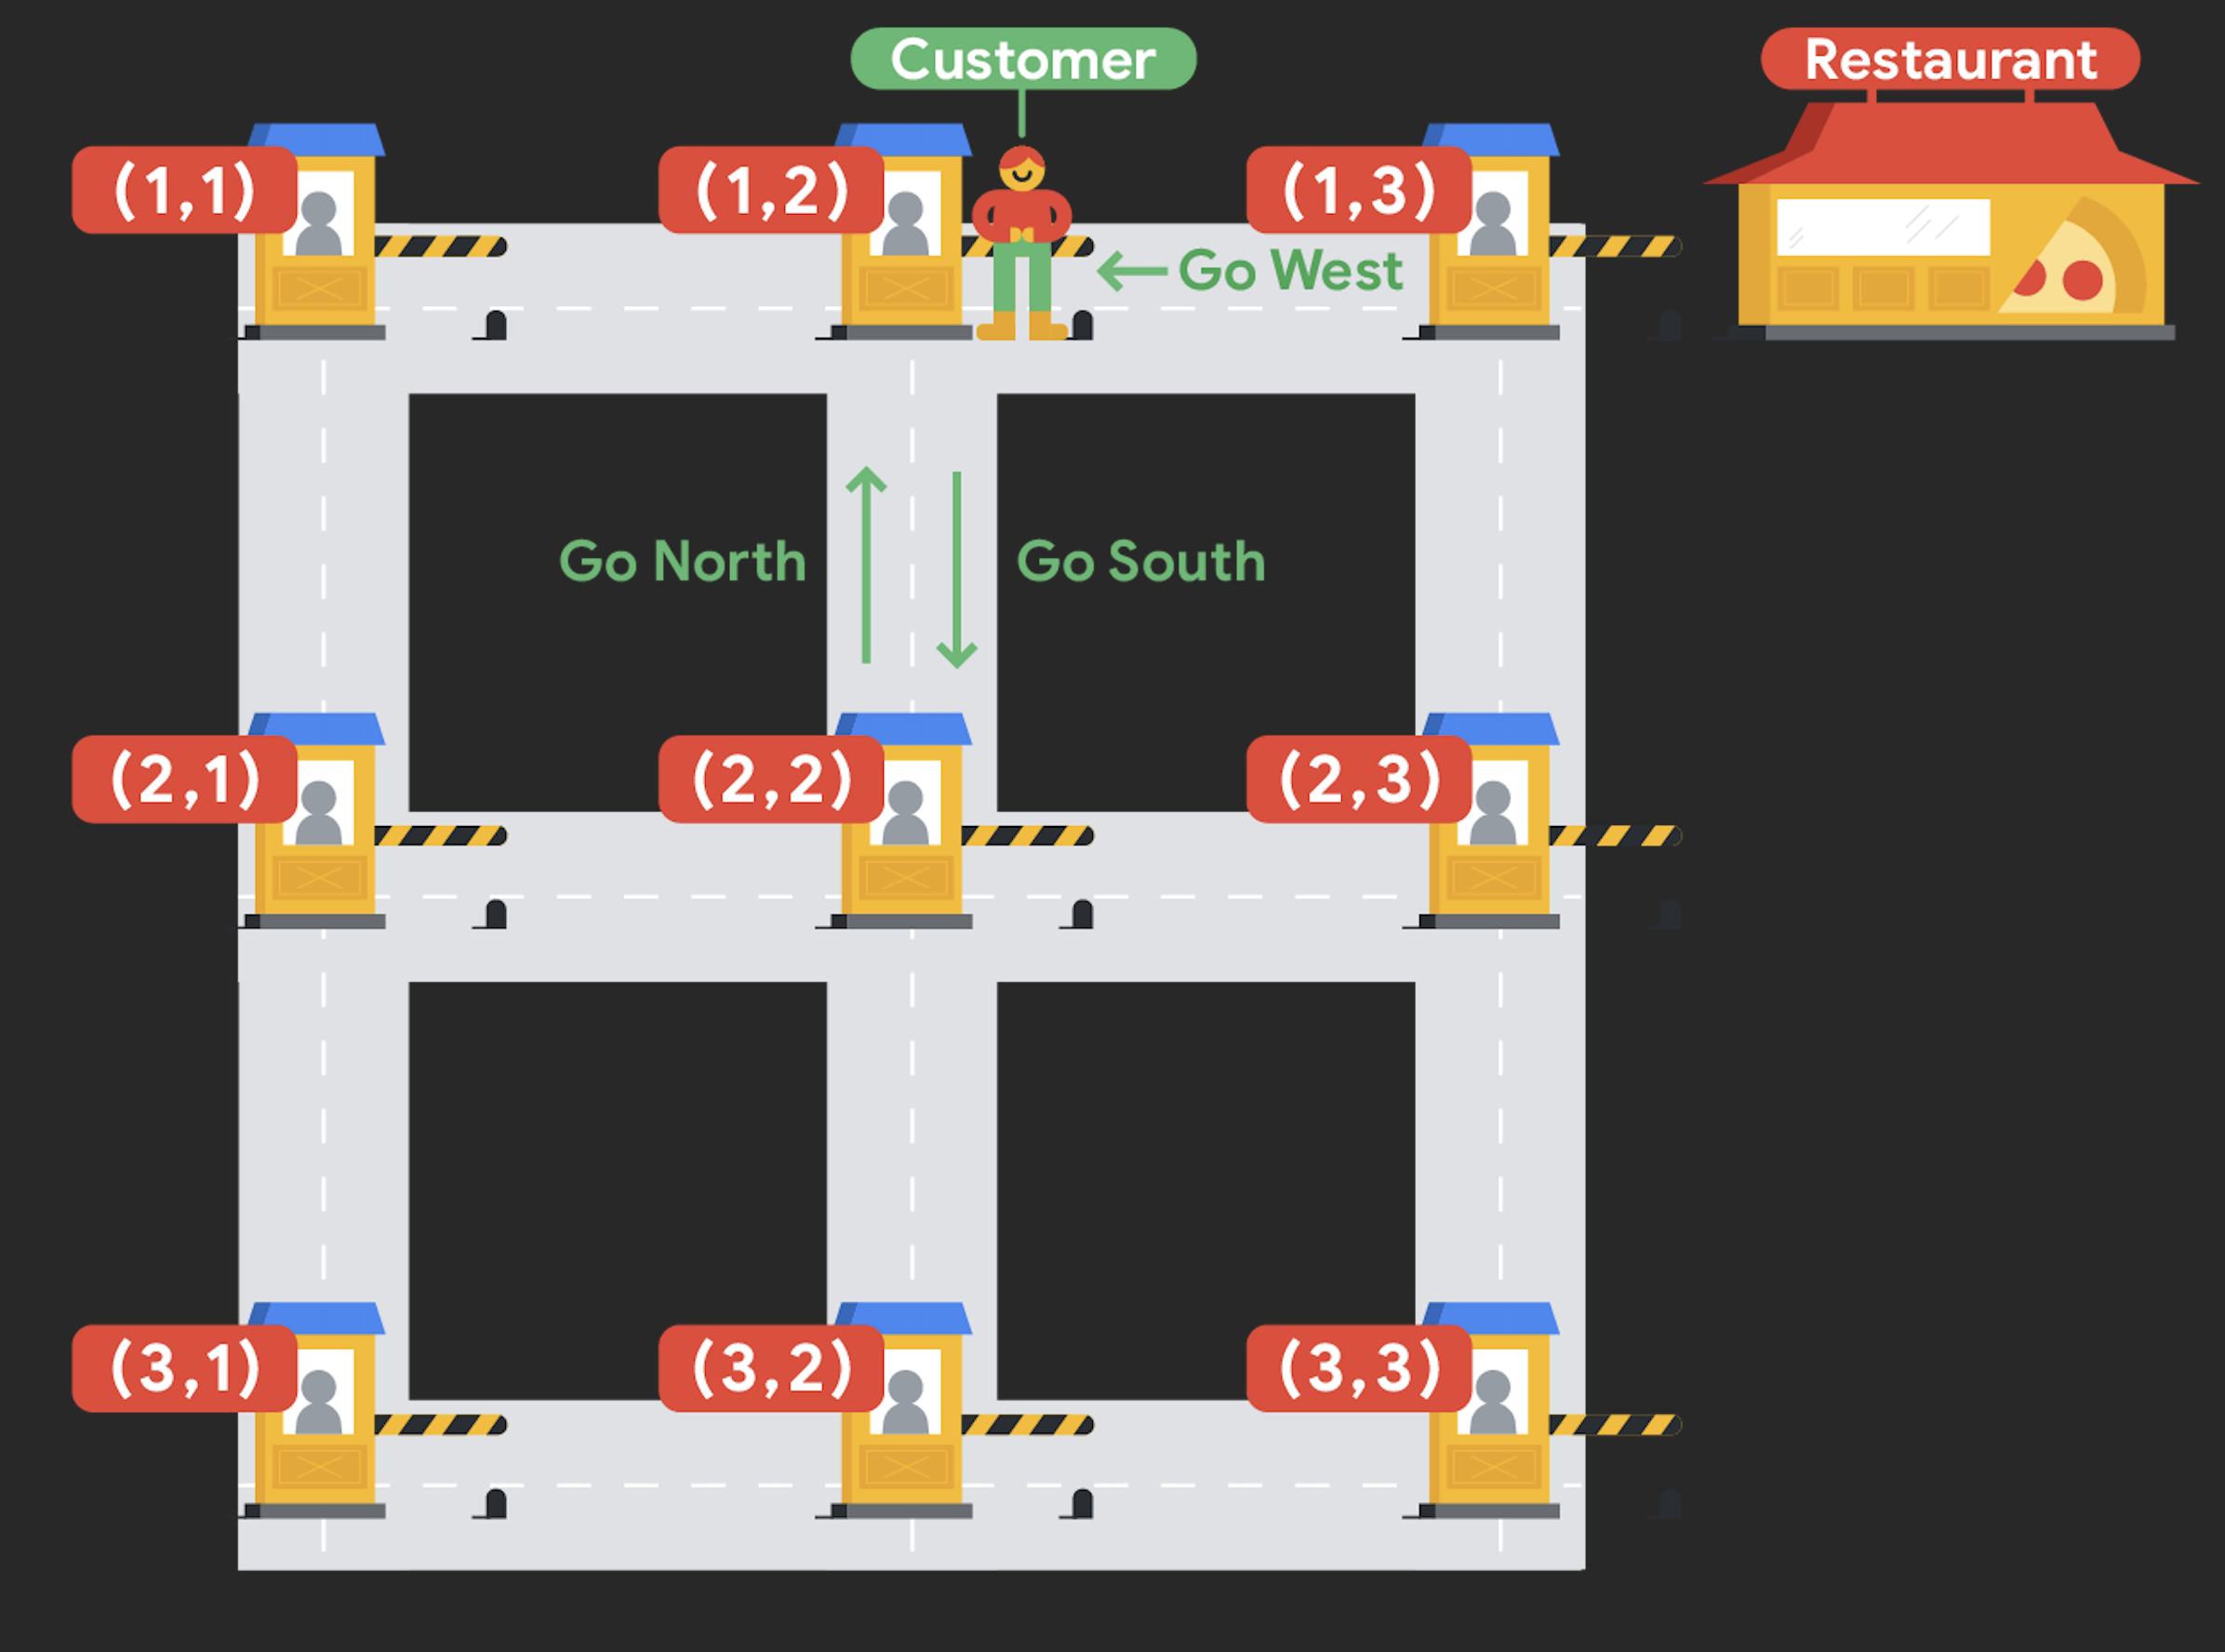 Customer
Restaurant
(1,1)
(1,2)
(1,3)
Go West
Go North
Go South
(2,1)
(2,2)
(2,3)
(3,1)
(3,2)
(3,3)